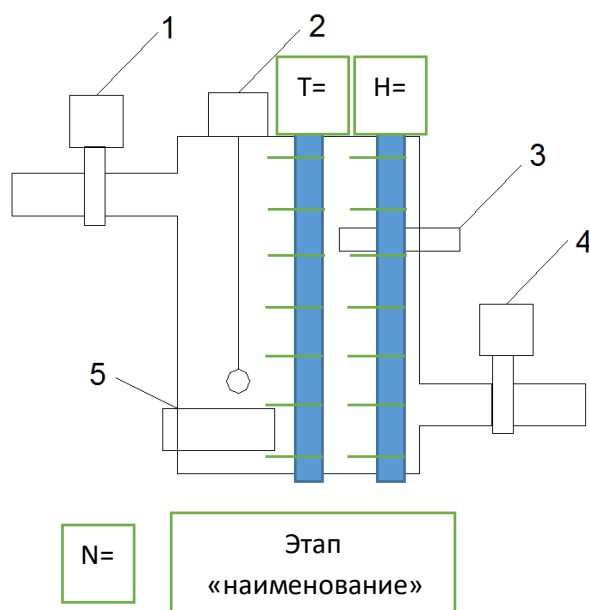 1
2
T=
H=
3
4
5
N=
Этап
«наименование»